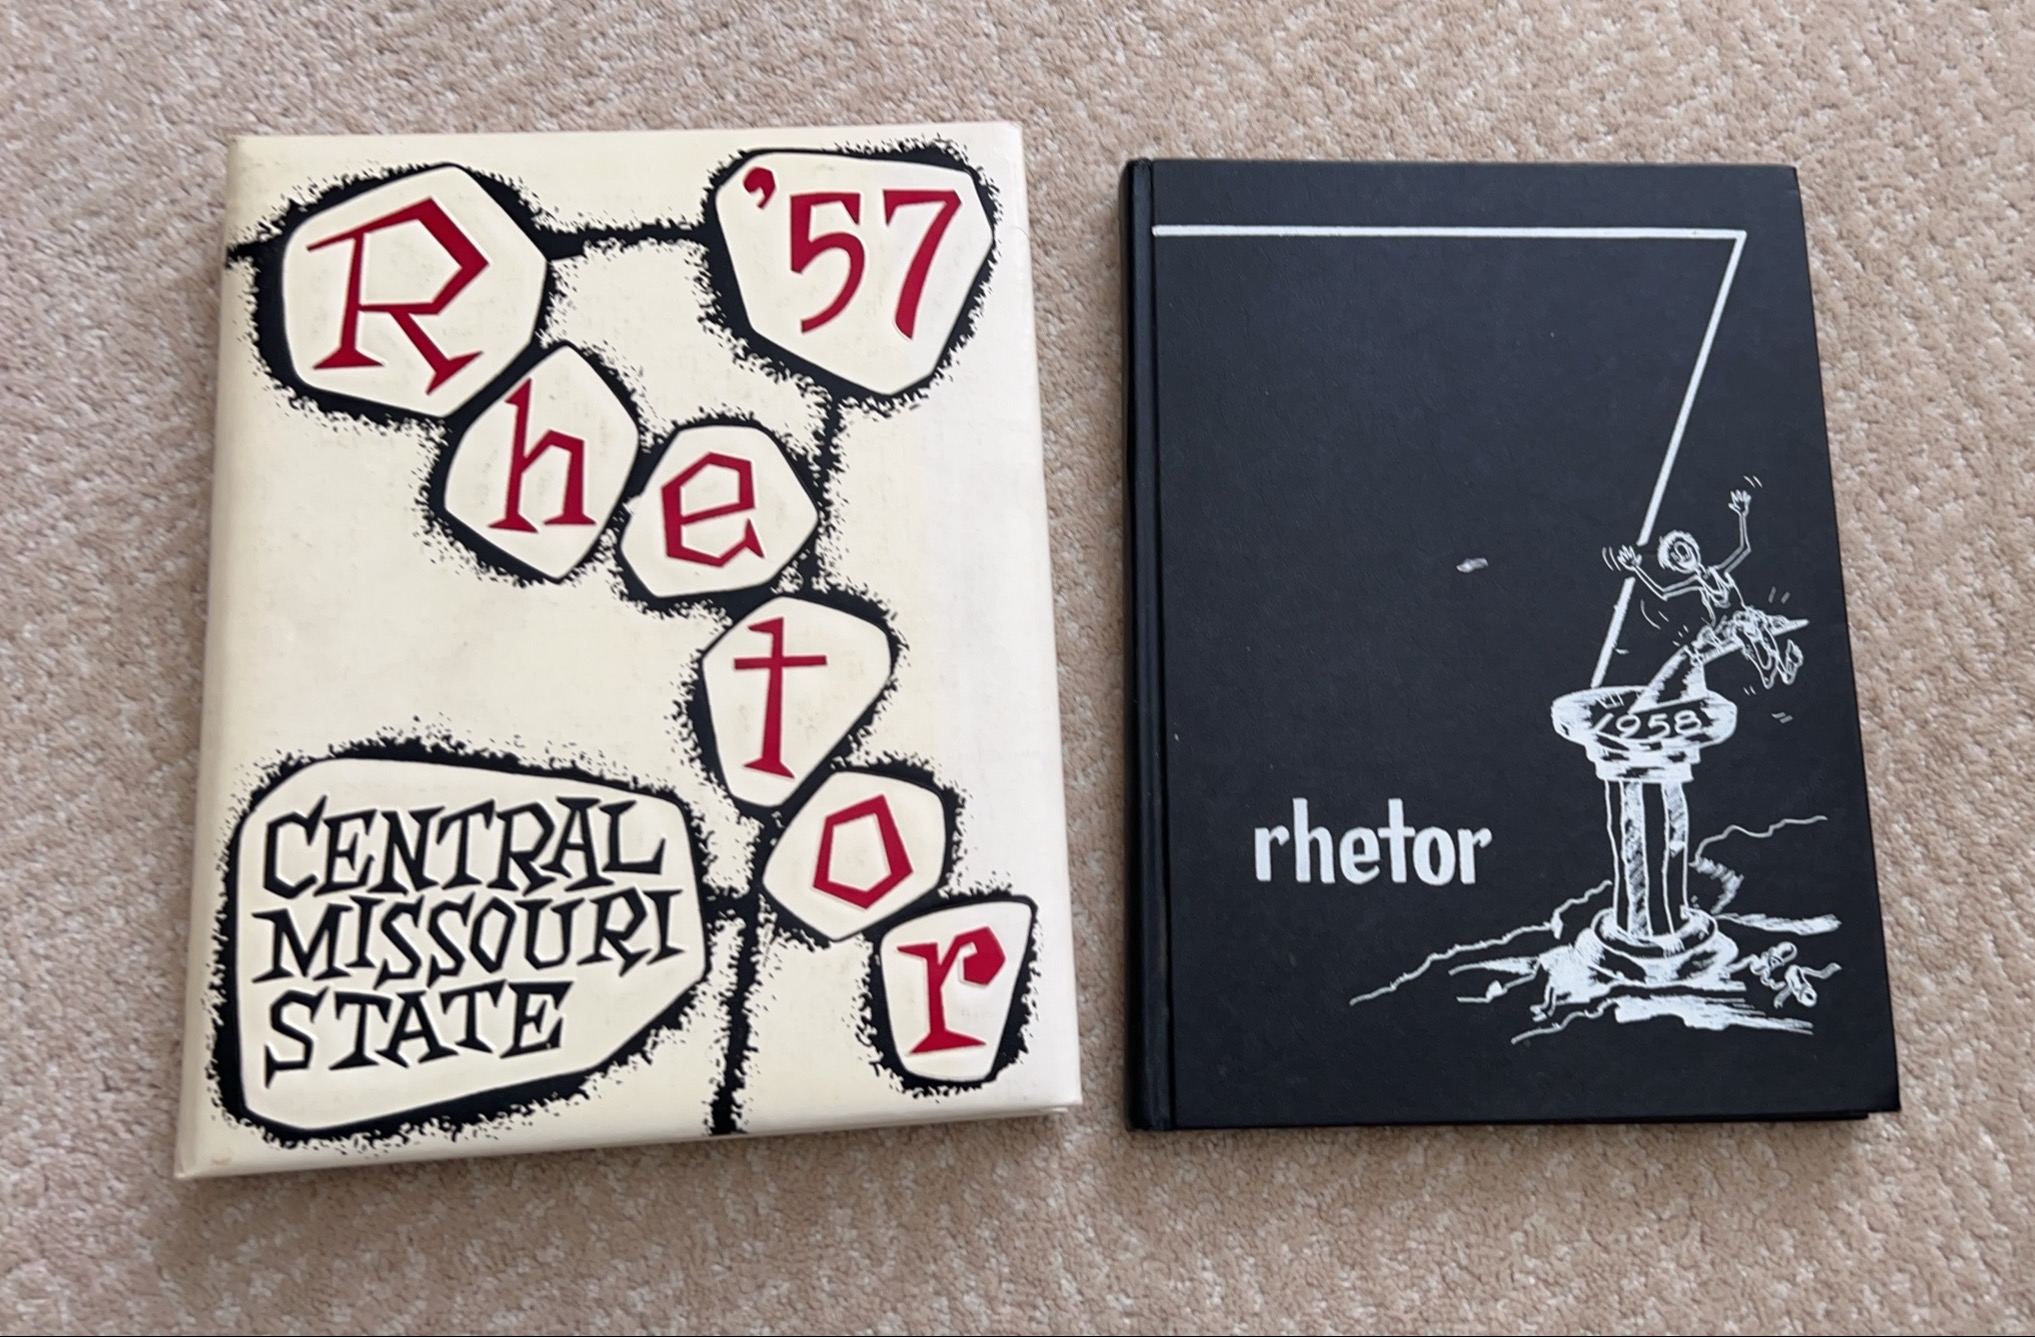 Rhetor
'57
CENTRAL
MISSOURI
STATE
1958
rhetor